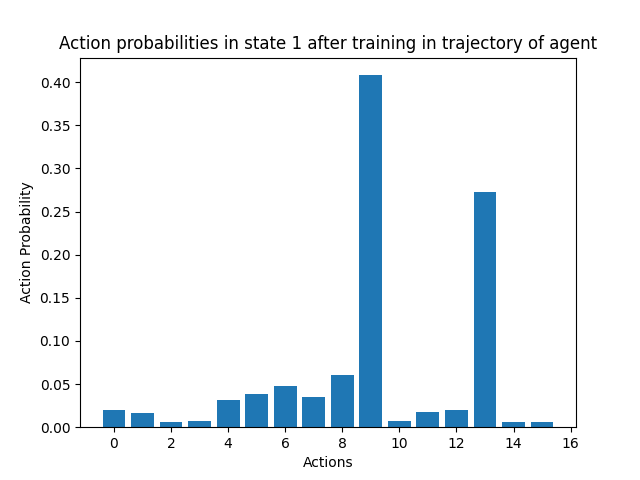 Action probabilities in state 1 after training in trajectory of agent
0.40
0.35
0.30
0.25
0.20
0.15
0.10
0.05
0.00
Action Probability
0 2 4 6 8 10 12 14 16
Actions